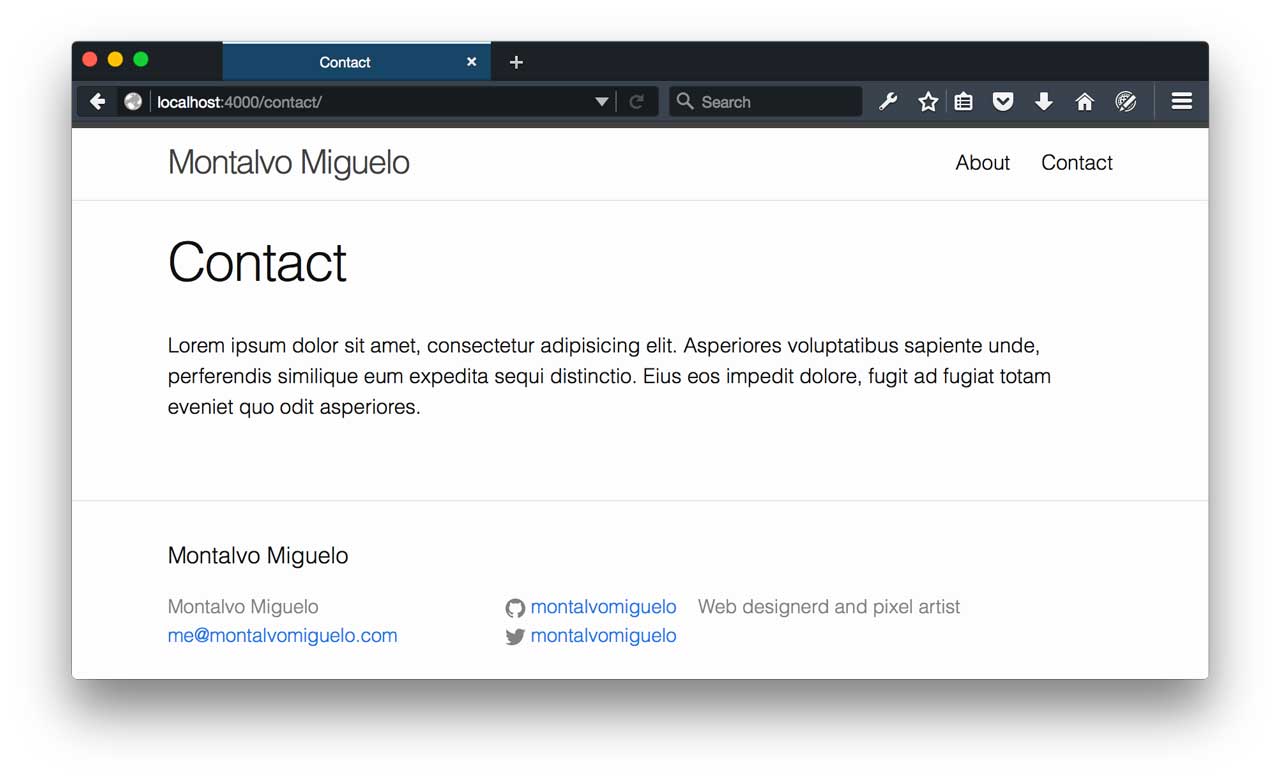 Contact
localhost:4000/contact/
Search
Montalvo Miguelo
About Contact
Contact
Lorem ipsum dolor sit amet, consectetur adipisicing elit. Asperiores voluptatibus sapiente unde,
perferendis similique eum expedita sequi distinctio. Eius eos impedit dolore, fugit ad fugiat totam
eveniet quo odit asperiores.
Montalvo Miguelo
Montalvo Miguelo
me@montalvomiguelo.com
montalvomiguelo
montalvomiguelo
Web designerd and pixel artist